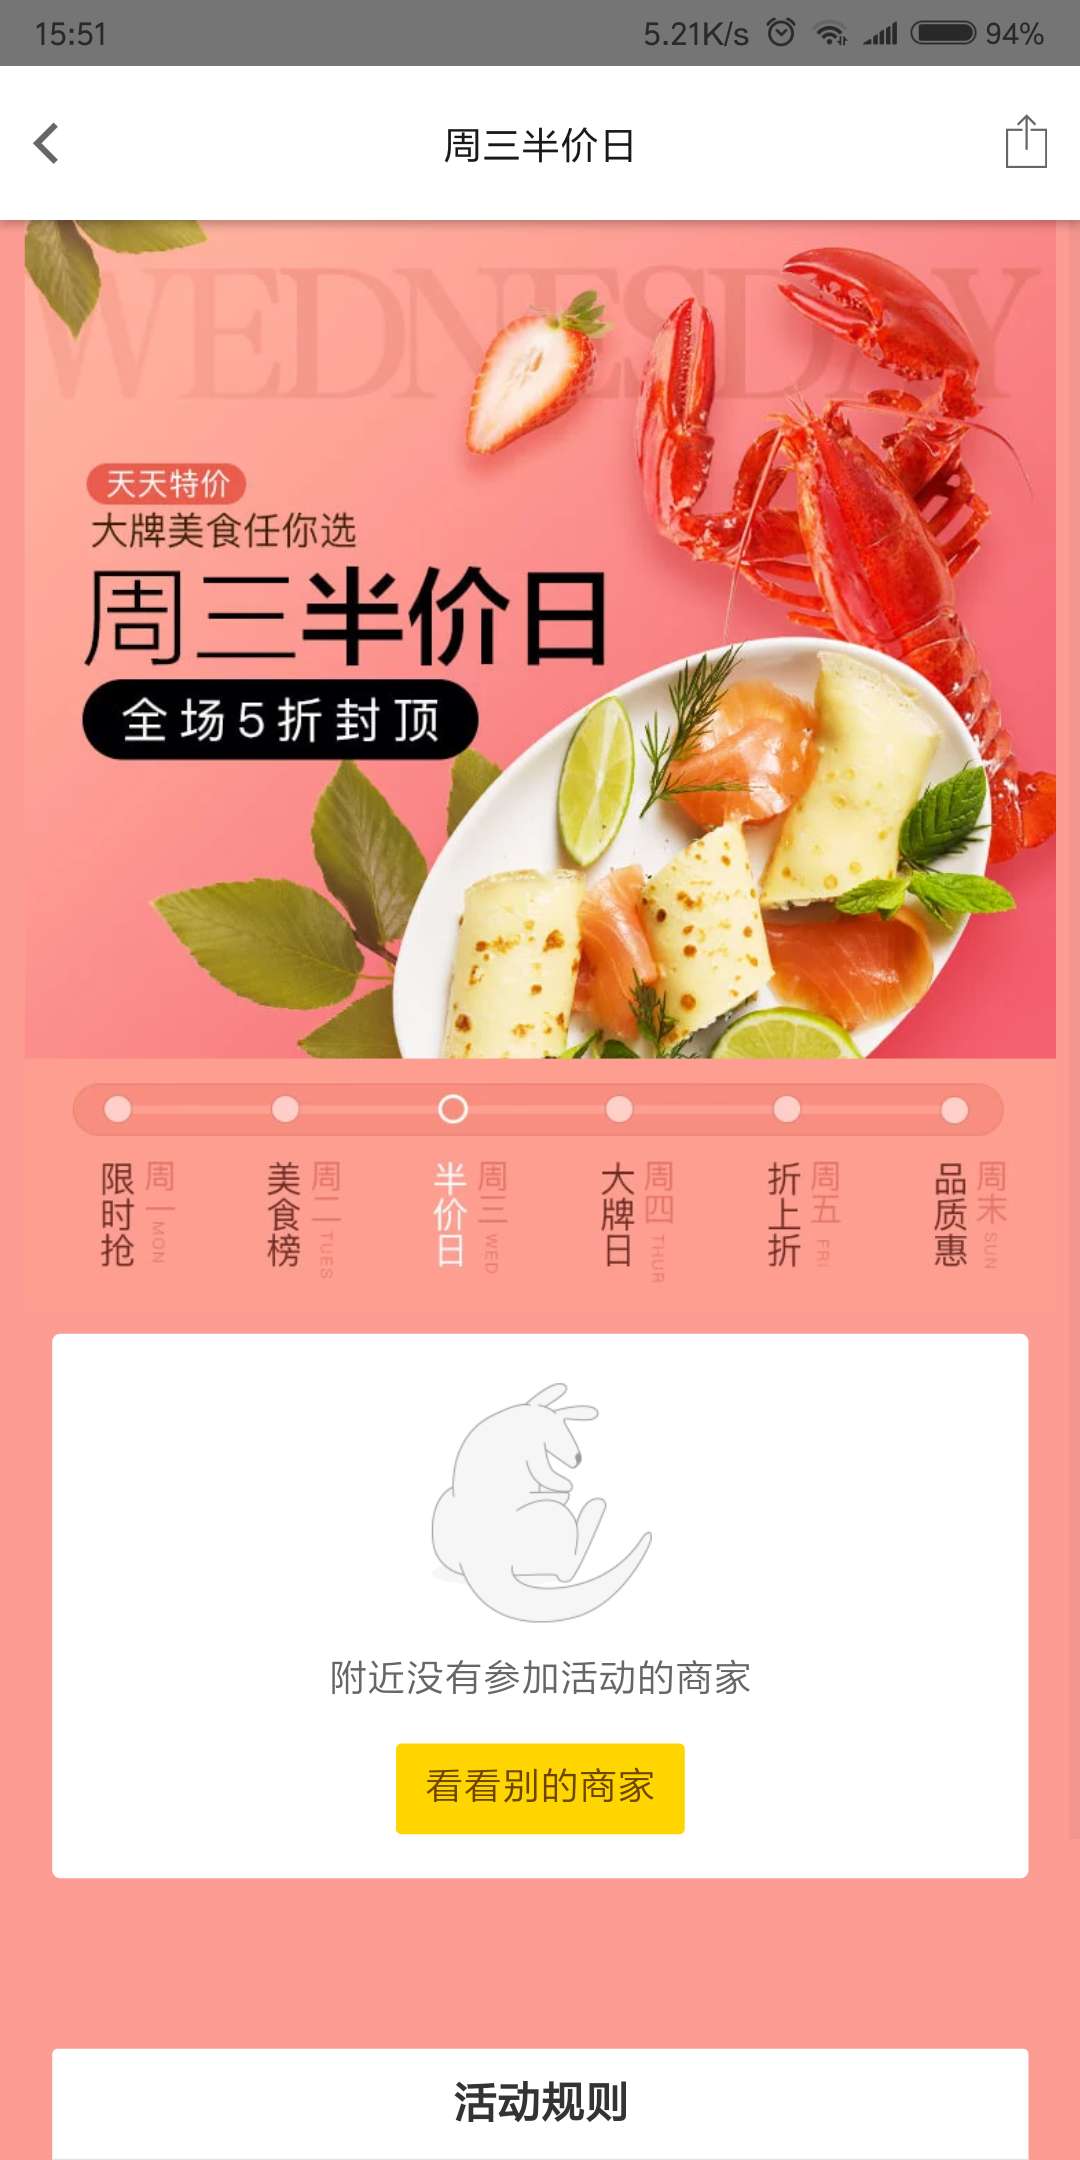 15:51
5.21K/s
94%
周三半价日
WEDNESDAY
天天特价
大牌美食任你选
周三半价日
全场5折封顶
限时抢
周一 MON
美食榜
周二 TUES
半价日
周三 WED
大牌日
周四 THUR
折上折
周五 FRI
品质惠
周末 SUN
附近没有参加活动的商家
看看别的商家
活动规则